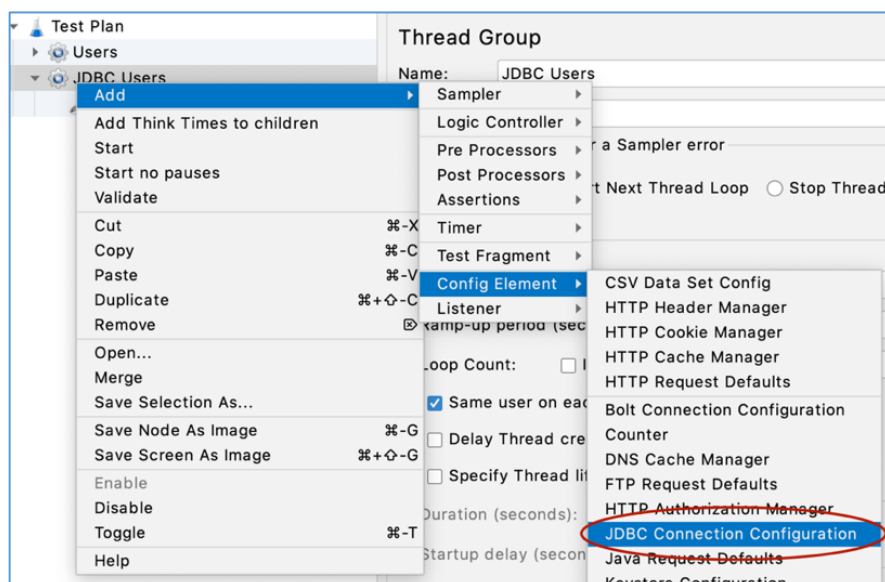 Test Plan
Users
JDBC Users
Thread Group
Name: JDBC Users
Add
Add Think Times to children
Start
Start no pauses
Validate
Cut ⌘-X
Copy ⌘-C
Paste ⌘-V
Duplicate ⌘+⇧-C
Remove ⌦
Open...
Merge
Save Selection As...
Save Node As Image ⌘-G
Save Screen As Image ⌘+⇧-G
Enable
Disable
Toggle ⌘-T
Help
Sampler
Logic Controller
Pre Processors
Post Processors
Assertions
Timer
Test Fragment
Config Element
Listener
r a Sampler error
rt Next Thread Loop Stop Thread
Ramp-up period (sec
Loop Count:
Same user on eac
Delay Thread cre
Specify Thread lif
Duration (seconds):
Startup delay (secon
CSV Data Set Config
HTTP Header Manager
HTTP Cookie Manager
HTTP Cache Manager
HTTP Request Defaults
Bolt Connection Configuration
Counter
DNS Cache Manager
FTP Request Defaults
HTTP Authorization Manager
JDBC Connection Configuration
Java Request Defaults
Keystore Configuration